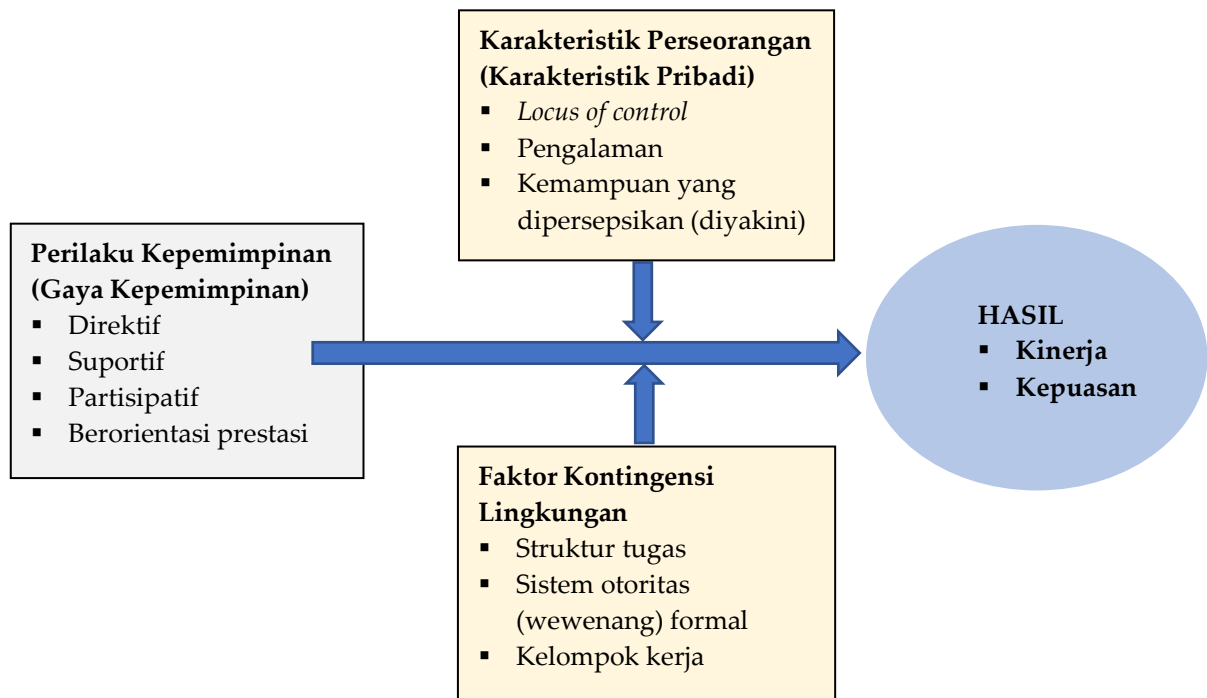 Karakteristik Perseorangan
(Karakteristik Pribadi)
▪ Locus of control
▪ Pengalaman
▪ Kemampuan yang
dipersepsikan (diyakini)
Perilaku Kepemimpinan
(Gaya Kepemimpinan)
▪ Direktif
▪ Suportif
▪ Partisipatif
▪ Berorientasi prestasi
HASIL
▪ Kinerja
▪ Kepuasan
Faktor Kontingensi
Lingkungan
▪ Struktur tugas
▪ Sistem otoritas
(wewenang) formal
▪ Kelompok kerja